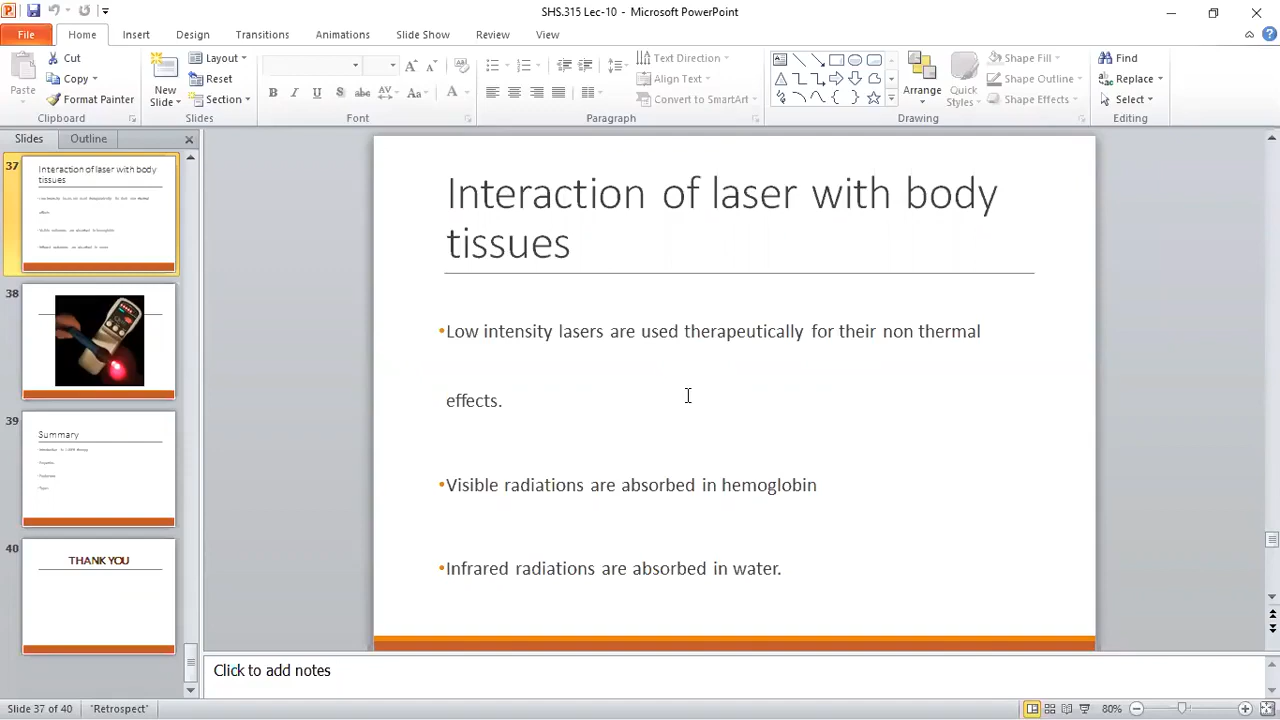 SHS.315 Lec-10 - Microsoft PowerPoint
File Home Insert Design Transitions Animations Slide Show Review View
Paste
Cut
Copy
Format Painter
Clipboard
New Slide
Layout
Reset
Section
Slides
B I U S abc AV Aa A
Font
Text Direction
Align Text
Convert to SmartArt
Paragraph
Arrange
Quick Styles
Shape Fill
Shape Outline
Shape Effects
Drawing
Find
Replace
Select
Editing
Slides Outline
37
Interaction of laser with body
tissues
38
39
Summary
40
THANK YOU
Interaction of laser with body
tissues
•Low intensity lasers are used therapeutically for their non thermal
effects.
•Visible radiations are absorbed in hemoglobin
•Infrared radiations are absorbed in water.
Click to add notes
Slide 37 of 40 "Retrospect" 80%